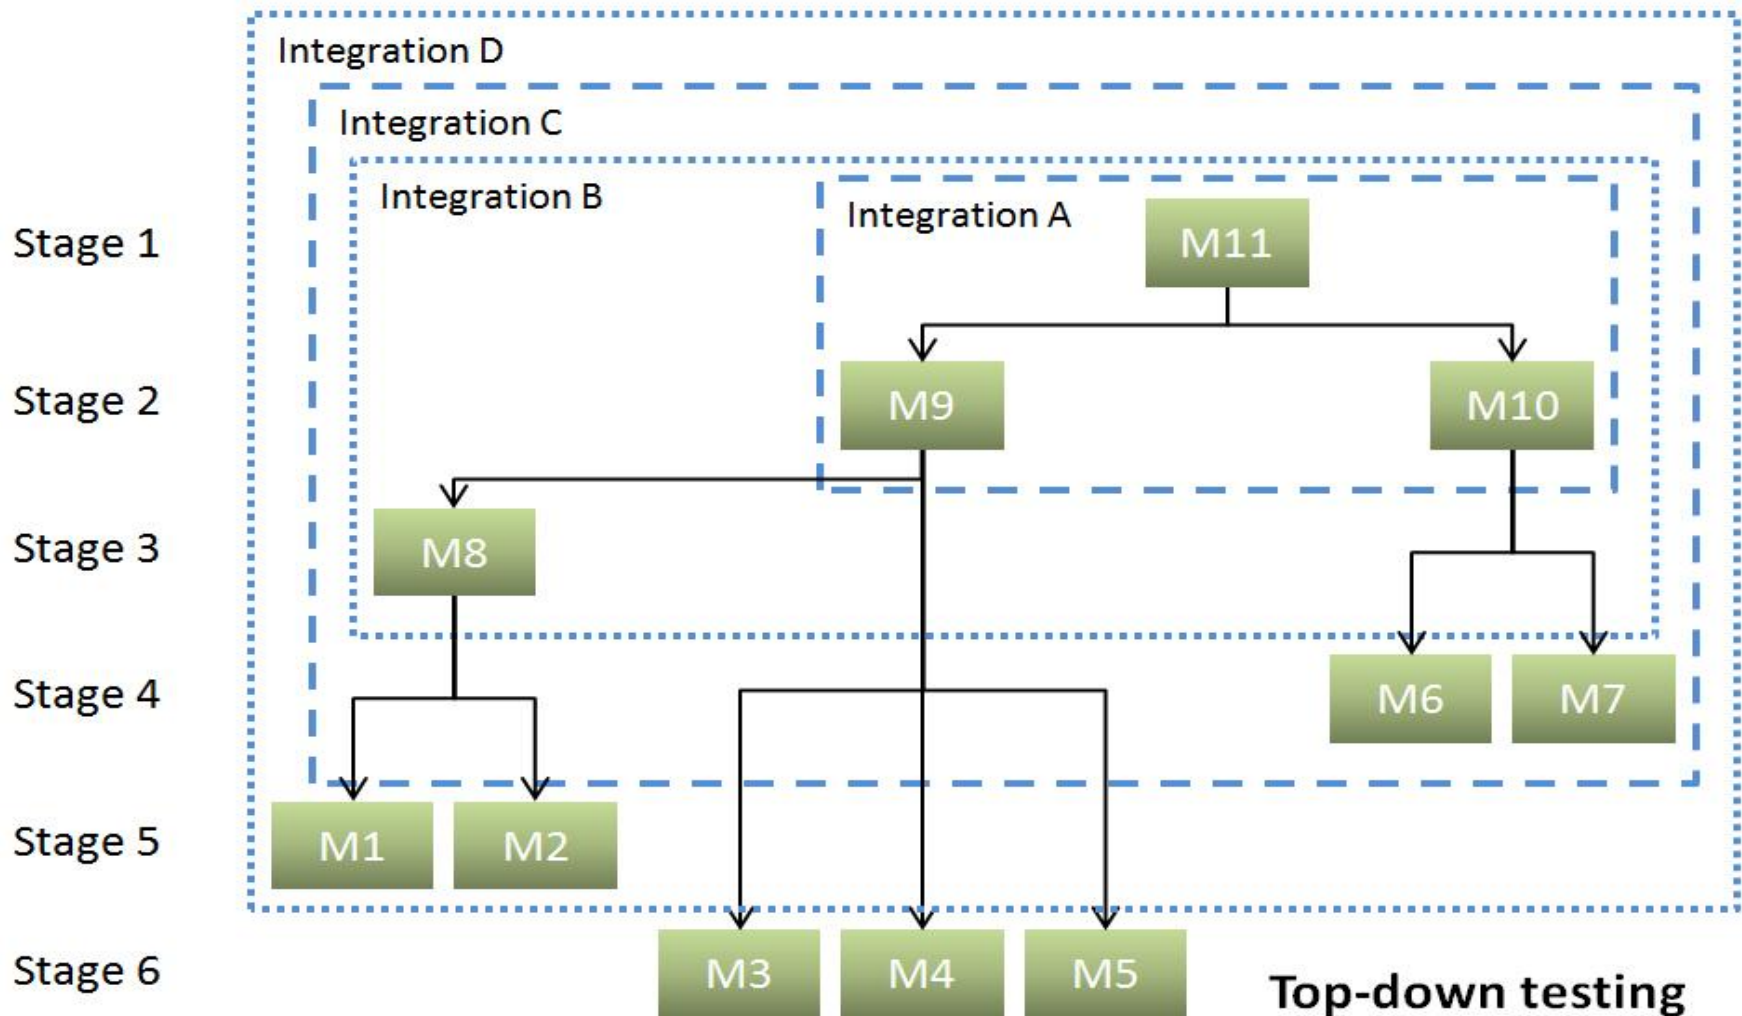 Integration D
Integration C
Integration B
Integration A
Stage 1
M11
Stage 2
M9
M10
Stage 3
M8
Stage 4
M6
M7
Stage 5
M1
M2
Stage 6
M3
M4
M5
Top-down testing